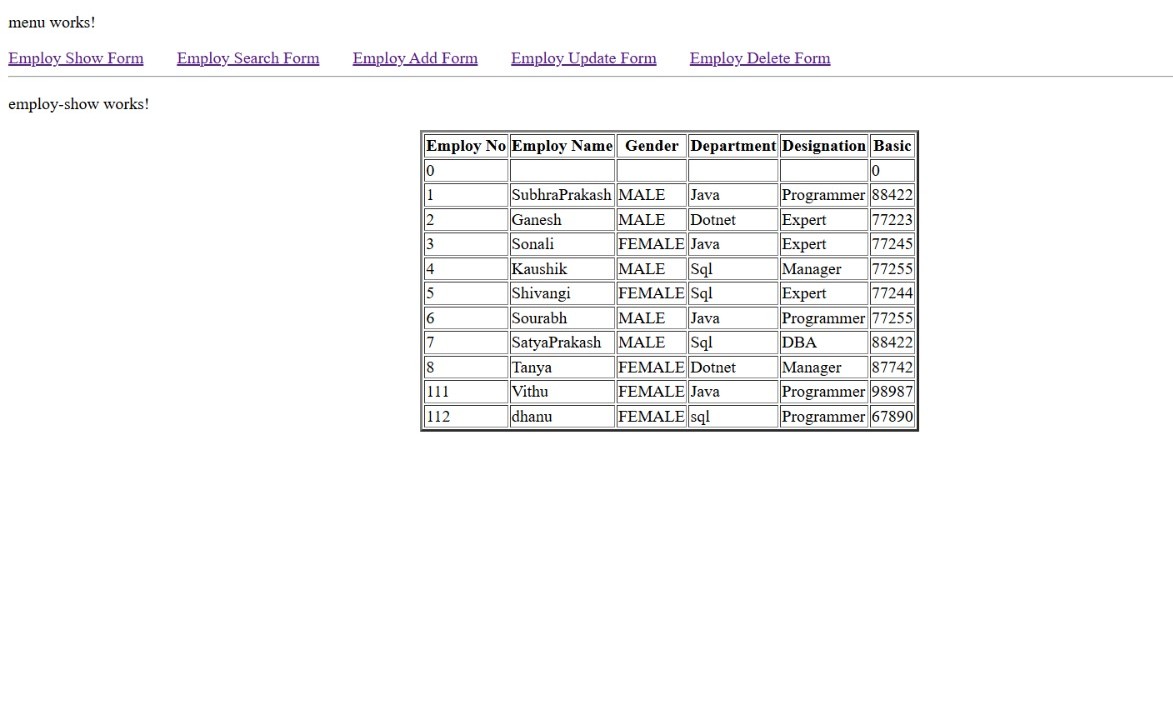 menu works!
Employ Show Form Employ Search Form Employ Add Form Employ Update Form Employ Delete Form
employ-show works!
Employ No Employ Name Gender Department Designation Basic
0 0
1 SubhraPrakash MALE Java Programmer 88422
2 Ganesh MALE Dotnet Expert 77223
3 Sonali FEMALE Java Expert 77245
4 Kaushik MALE Sql Manager 77255
5 Shivangi FEMALE Sql Expert 77244
6 Sourabh MALE Java Programmer 77255
7 SatyaPrakash MALE Sql DBA 88422
8 Tanya FEMALE Dotnet Manager 87742
111 Vithu FEMALE Java Programmer 98987
112 dhanu FEMALE sql Programmer 67890